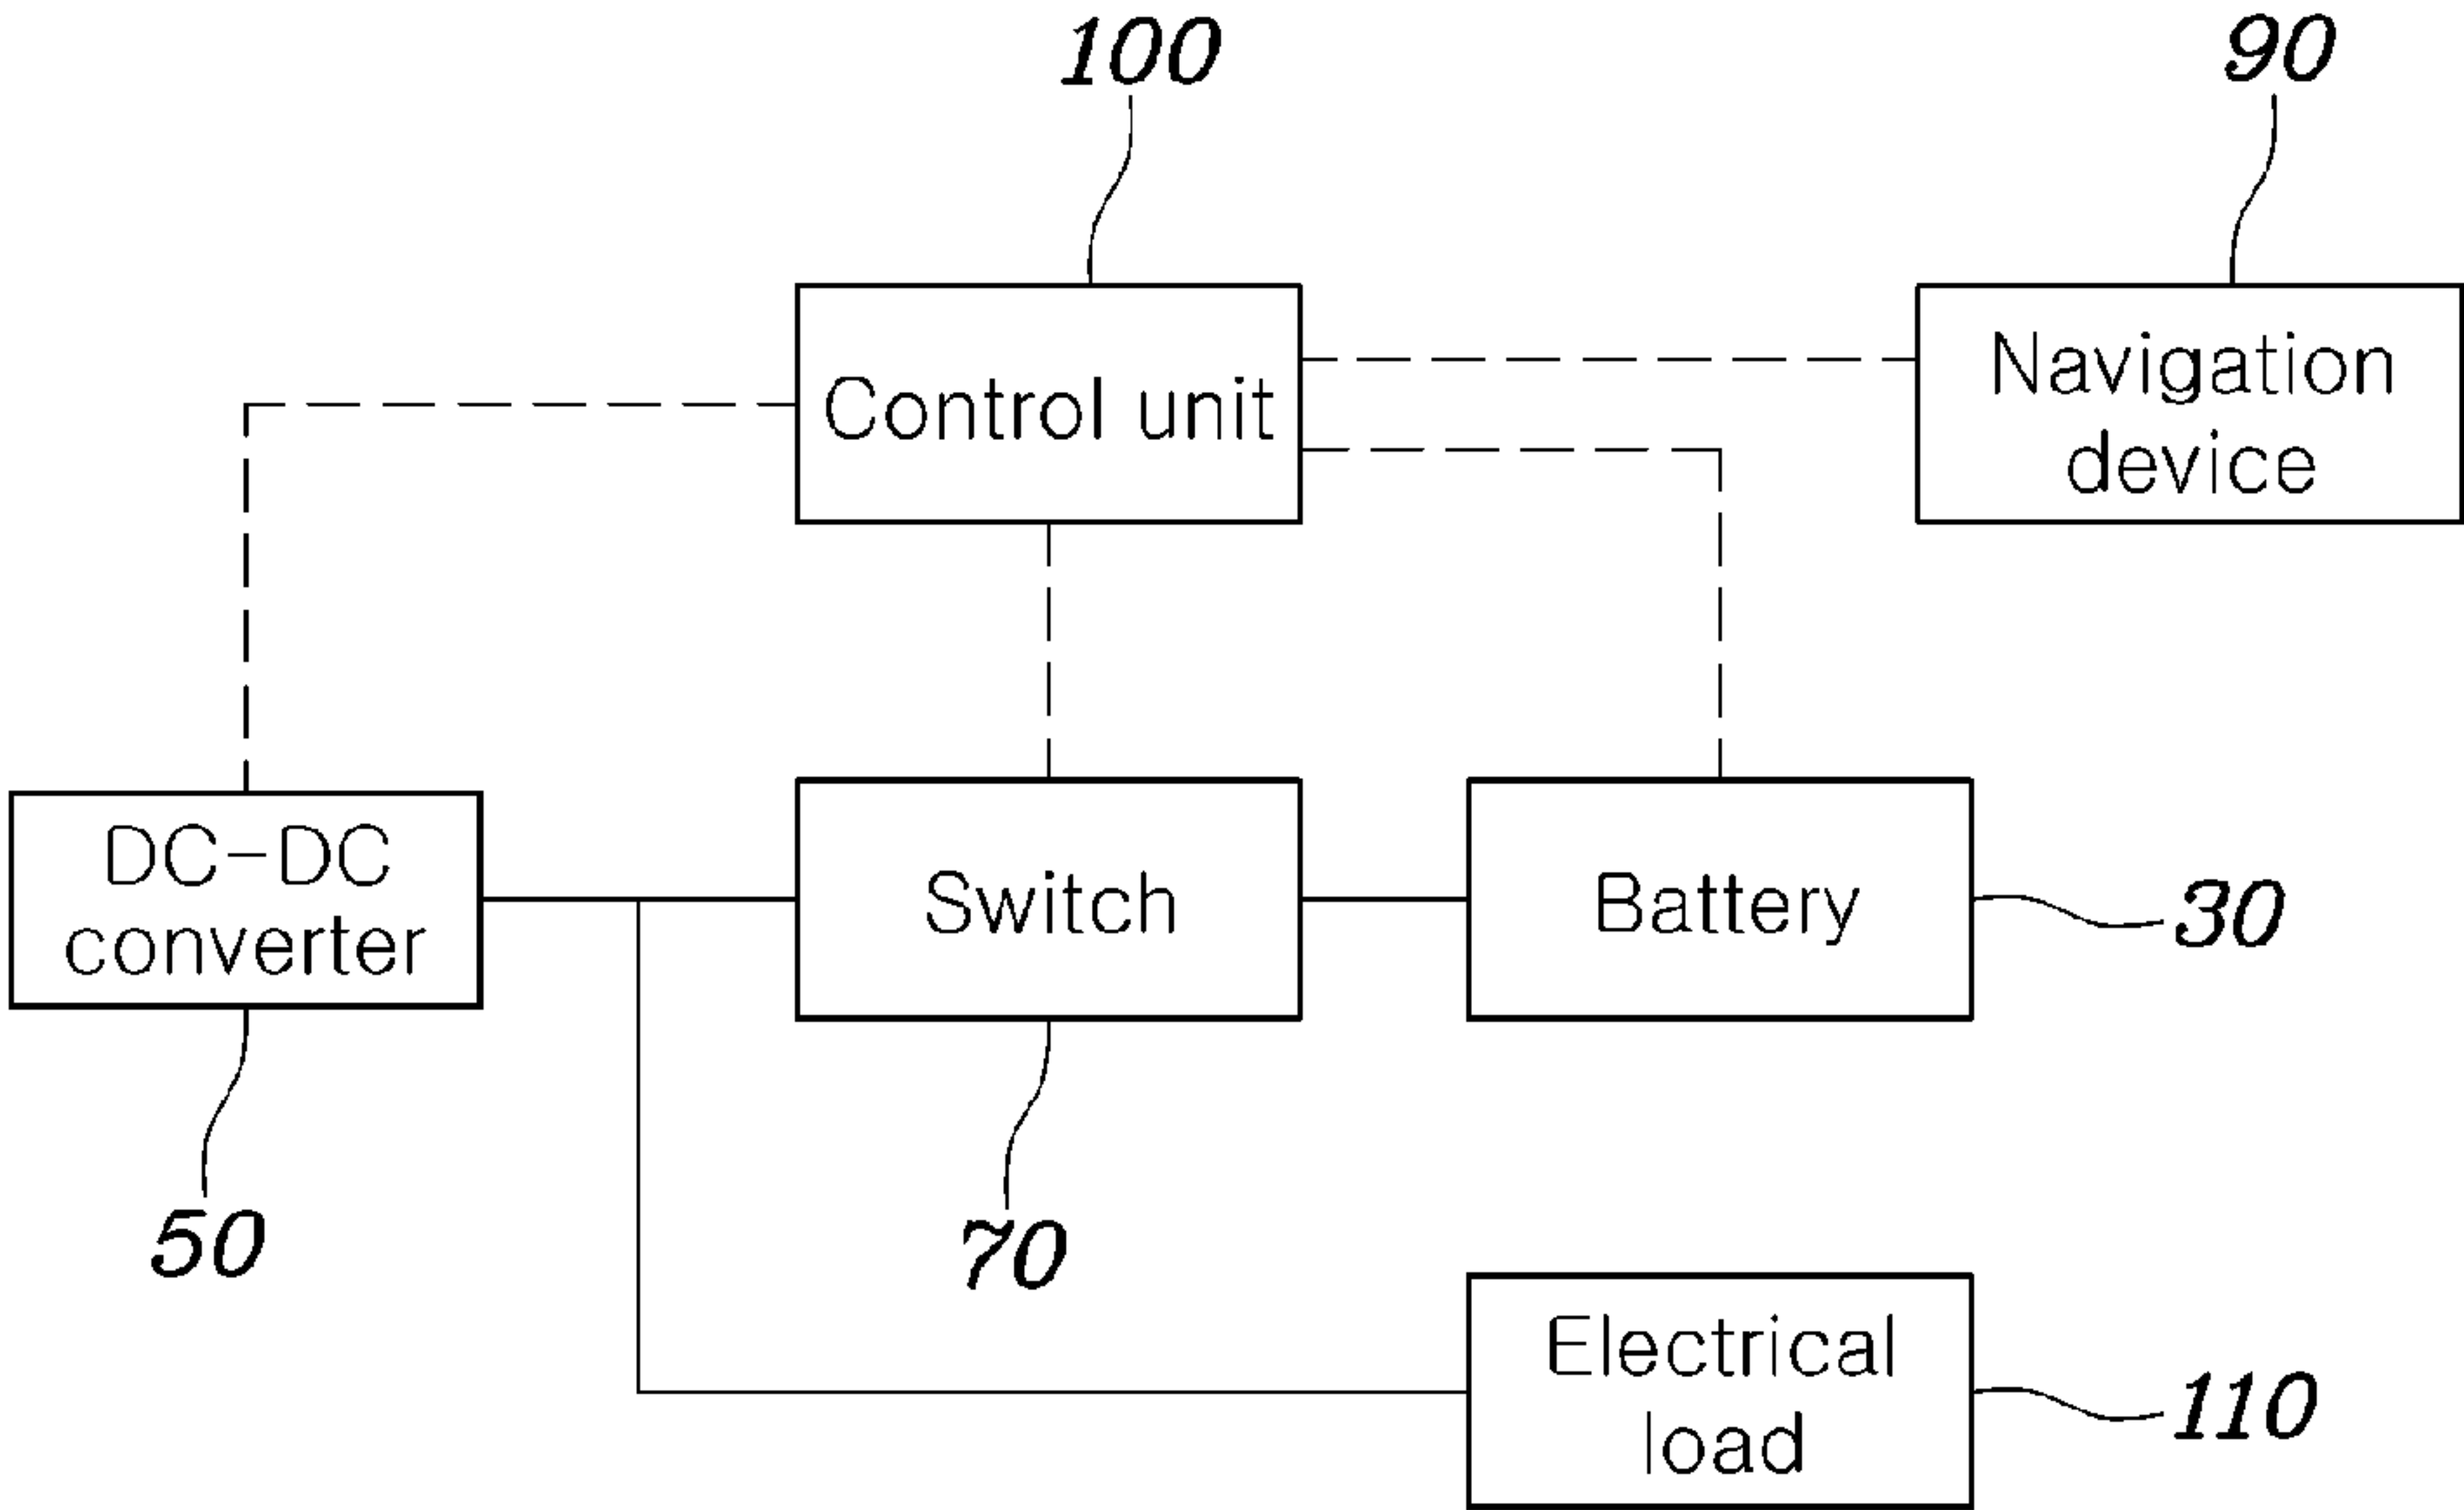 100
90
Control unit
Navigation
device
DC-DC
converter
Switch
Battery
30
50
70
Electrical
load
110